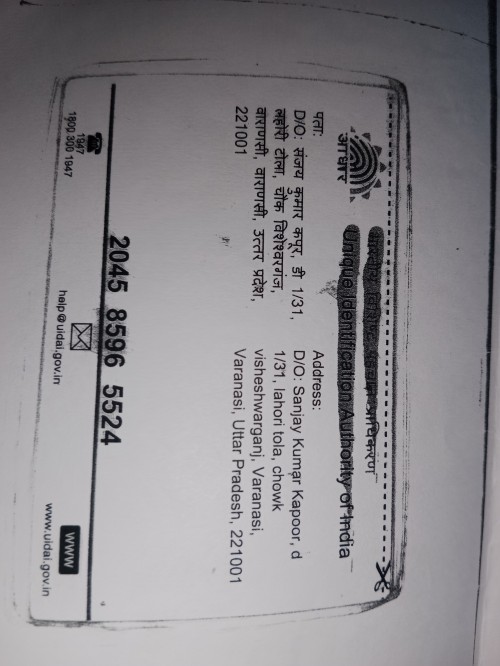 प्राधिकरण
Unique Identification Authority of India
आधार
पता:
D/O: संजय कुमार कपूर, डी 1/31,
लहोरी टोला, चौक विशेश्वरगंज,
वाराणसी, वाराणसी, उत्तर प्रदेश,
221001
Address:
D/O: Sanjay Kumar Kapoor, d
1/31, lahori tola, chowk
visheshwarganj, Varanasi,
Varanasi, Uttar Pradesh, 221001
2045 8596 5524
1947
1800 300 1947
help@uidai.gov.in
www
www.uidai.gov.in